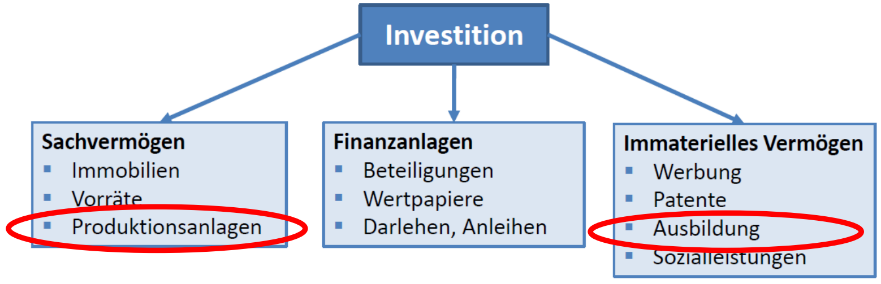 Investition
Sachvermögen
▪ Immobilien
▪ Vorräte
▪ Produktionsanlagen
Finanzanlagen
▪ Beteiligungen
▪ Wertpapiere
▪ Darlehen, Anleihen
Immaterielles Vermögen
▪ Werbung
▪ Patente
▪ Ausbildung
▪ Sozialleistungen